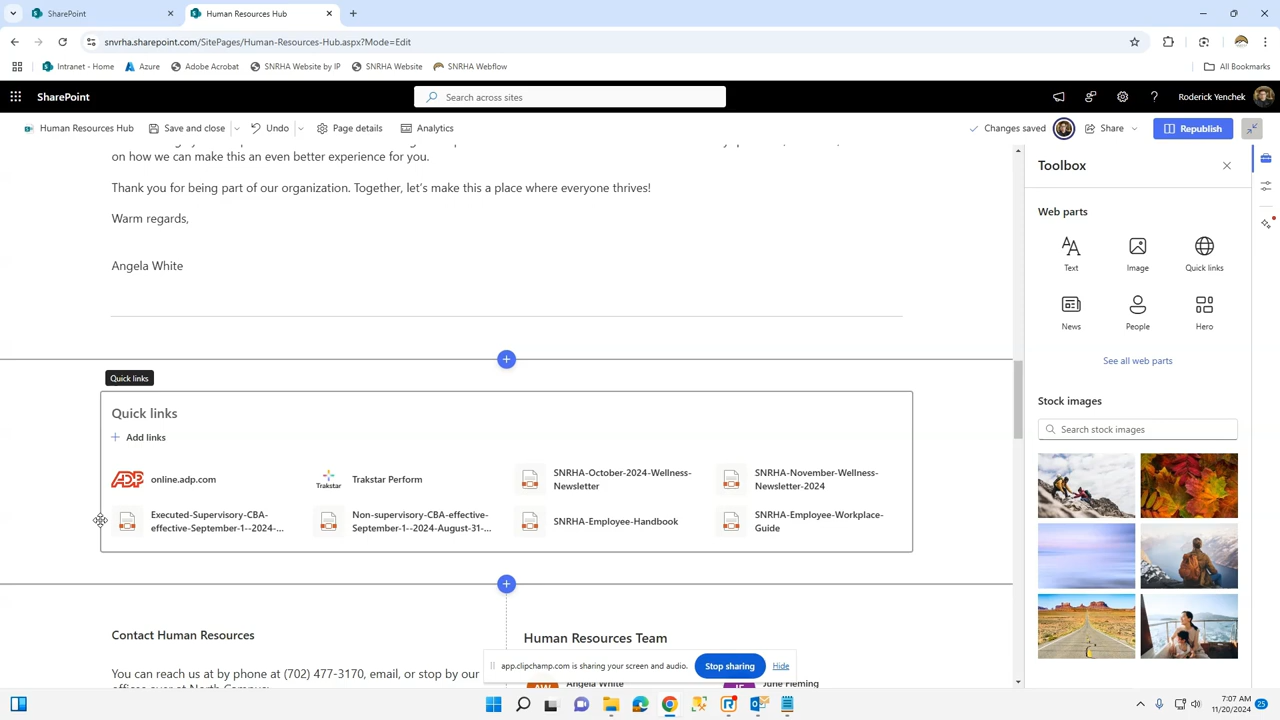 SharePoint
Human Resources Hub
snvrha.sharepoint.com/SitePages/Human-Resources-Hub.aspx?Mode=Edit
Intranet - Home
Azure
Adobe Acrobat
SNRHA Website by IP
SNRHA Website
SNRHA Webflow
All Bookmarks
SharePoint
Search across sites
Roderick Yenchek
Human Resources Hub
Save and close
Undo
Page details
Analytics
Changes saved
Share
Republish
on how we can make this an even better experience for you.
Thank you for being part of our organization. Together, let's make this a place where everyone thrives!
Warm regards,
Angela White
Quick links
Quick links
Add links
online.adp.com
Trakstar
Trakstar Perform
SNRHA-October-2024-Wellness-
Newsletter
SNRHA-November-Wellness-
Newsletter-2024
Executed-Supervisory-CBA-
effective-September-1--2024-...
Non-supervisory-CBA-effective-
September-1--2024-August-31-...
SNRHA-Employee-Handbook
SNRHA-Employee-Workplace-
Guide
Contact Human Resources
You can reach us at by phone at (702) 477-3170, email, or stop by our
Human Resources Team
Angela White
June Fleming
app.clipchamp.com is sharing your screen and audio.
Stop sharing
Hide
Toolbox
Web parts
Text
Image
Quick links
News
People
Hero
See all web parts
Stock images
Search stock images
7:07 AM
11/20/2024
25